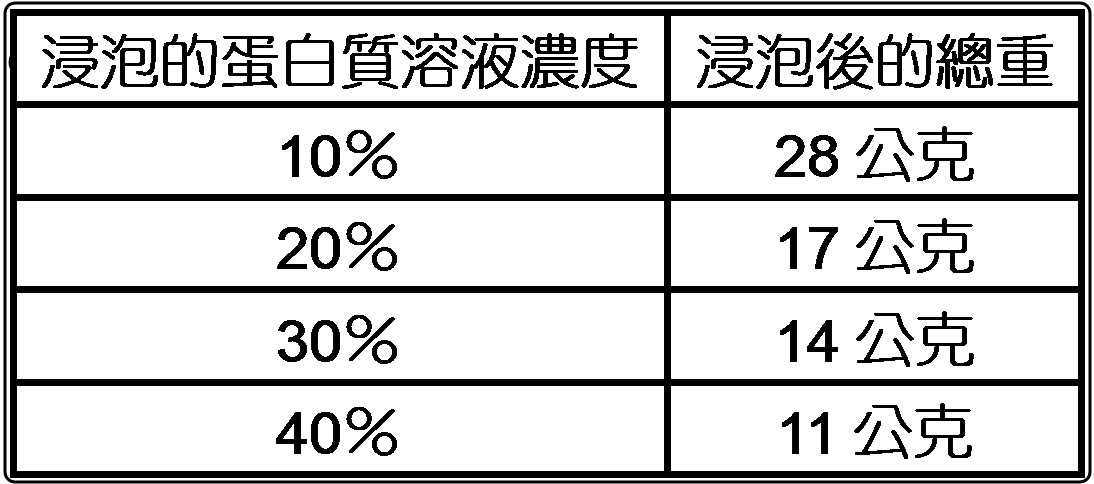 浸泡的蛋白質溶液濃度 浸泡後的總重
10% 28 公克
20% 17 公克
30% 14 公克
40% 11 公克